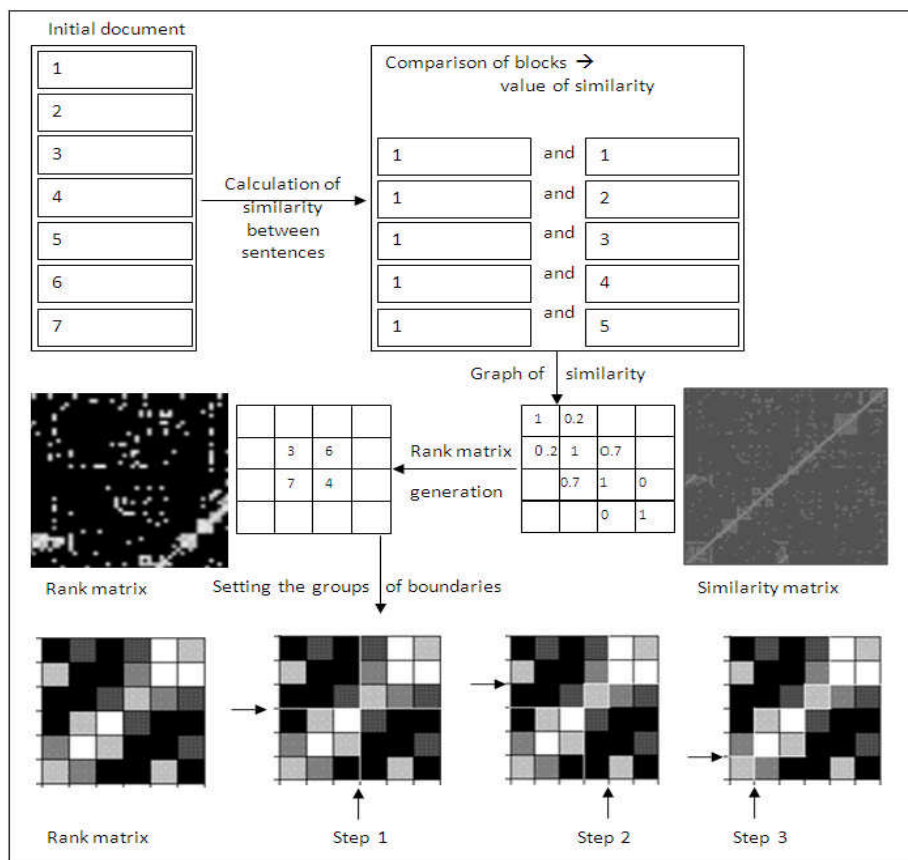 Initial document
1
2
3
4
5
6
7
Calculation of
similarity
between
sentences
Comparison of blocks →
value of similarity
1 and 1
1 and 2
1 and 3
1 and 4
and
1 5
Graph of similarity
1 0.2
0.2 1 0.7
0.7 1 0
0 1
Rank matrix
generation
3 6
7 4
Rank matrix
Similarity matrix
Setting the groups of boundaries
Rank matrix
Step 1
Step 2
Step 3